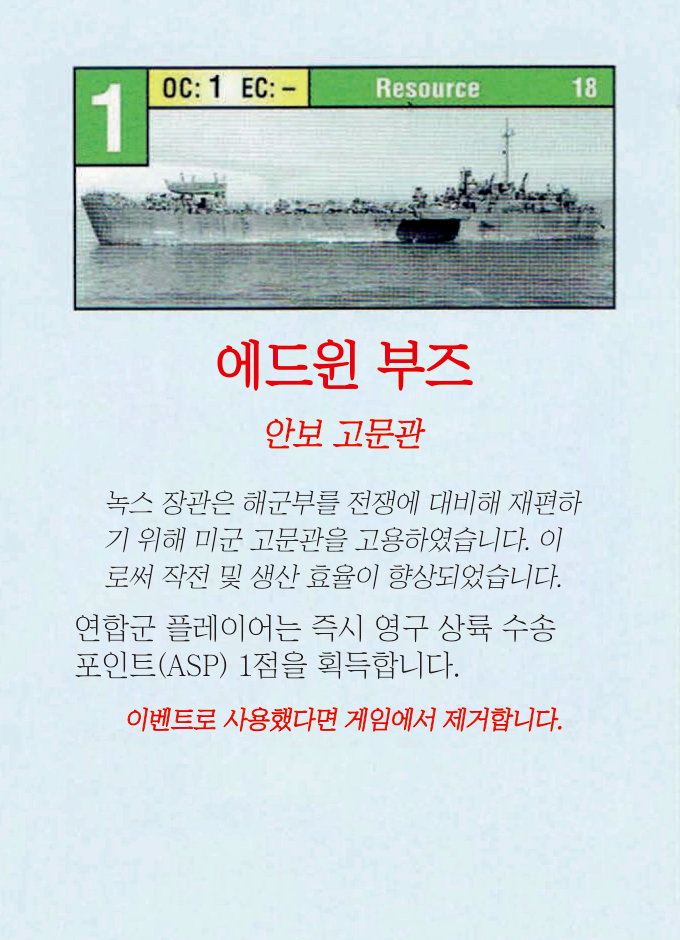 1
OC: 1 EC: –
Resource
18
에드윈 부즈
안보 고문관
녹스 장관은 해군부를 전쟁에 대비해 재편하
기 위해 미군 고문관을 고용하였습니다. 이
로써 작전 및 생산 효율이 향상되었습니다.
연합군 플레이어는 즉시 영구 상륙 수송
포인트(ASP) 1점을 획득합니다.
이벤트로 사용했다면 게임에서 제거합니다.